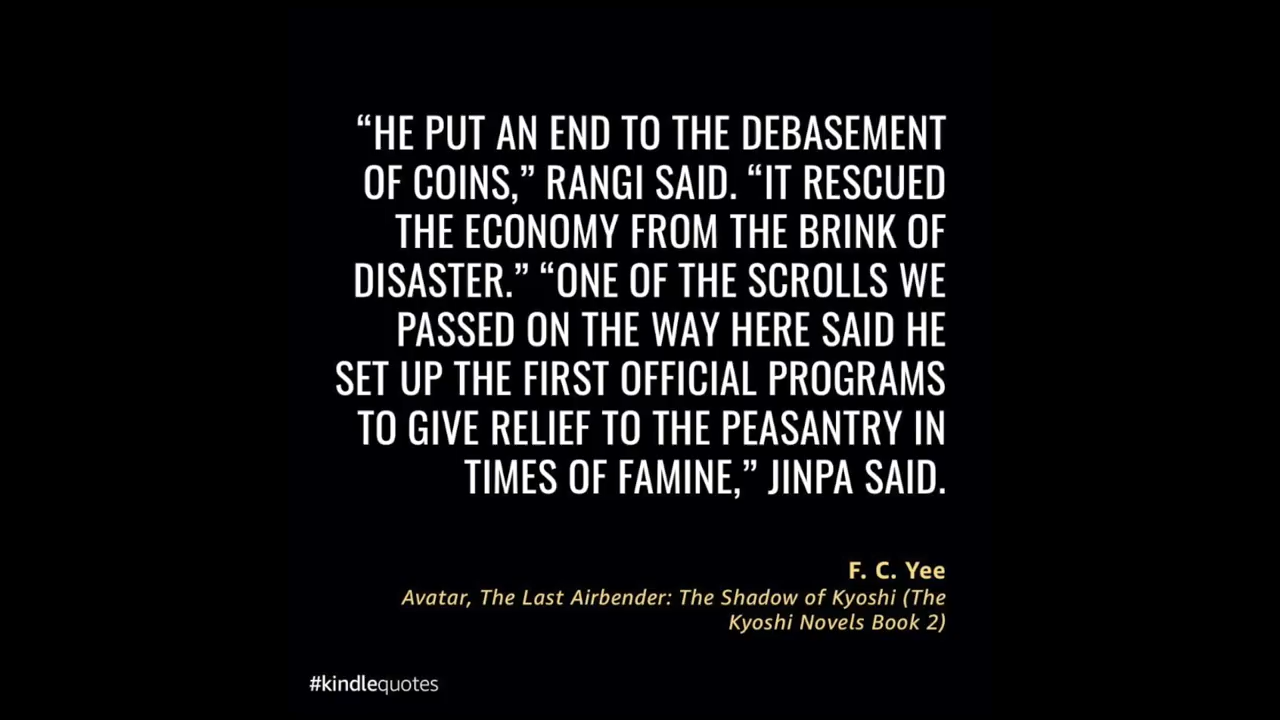 “HE PUT AN END TO THE DEBASEMENT
OF COINS,” RANGI SAID. “IT RESCUED
THE ECONOMY FROM THE BRINK OF
DISASTER.” “ONE OF THE SCROLLS WE
PASSED ON THE WAY HERE SAID HE
SET UP THE FIRST OFFICIAL PROGRAMS
TO GIVE RELIEF TO THE PEASANTRY IN
TIMES OF FAMINE,” JINPA SAID.
F. C. Yee
Avatar, The Last Airbender: The Shadow of Kyoshi (The
Kyoshi Novels Book 2)
#kindlequotes